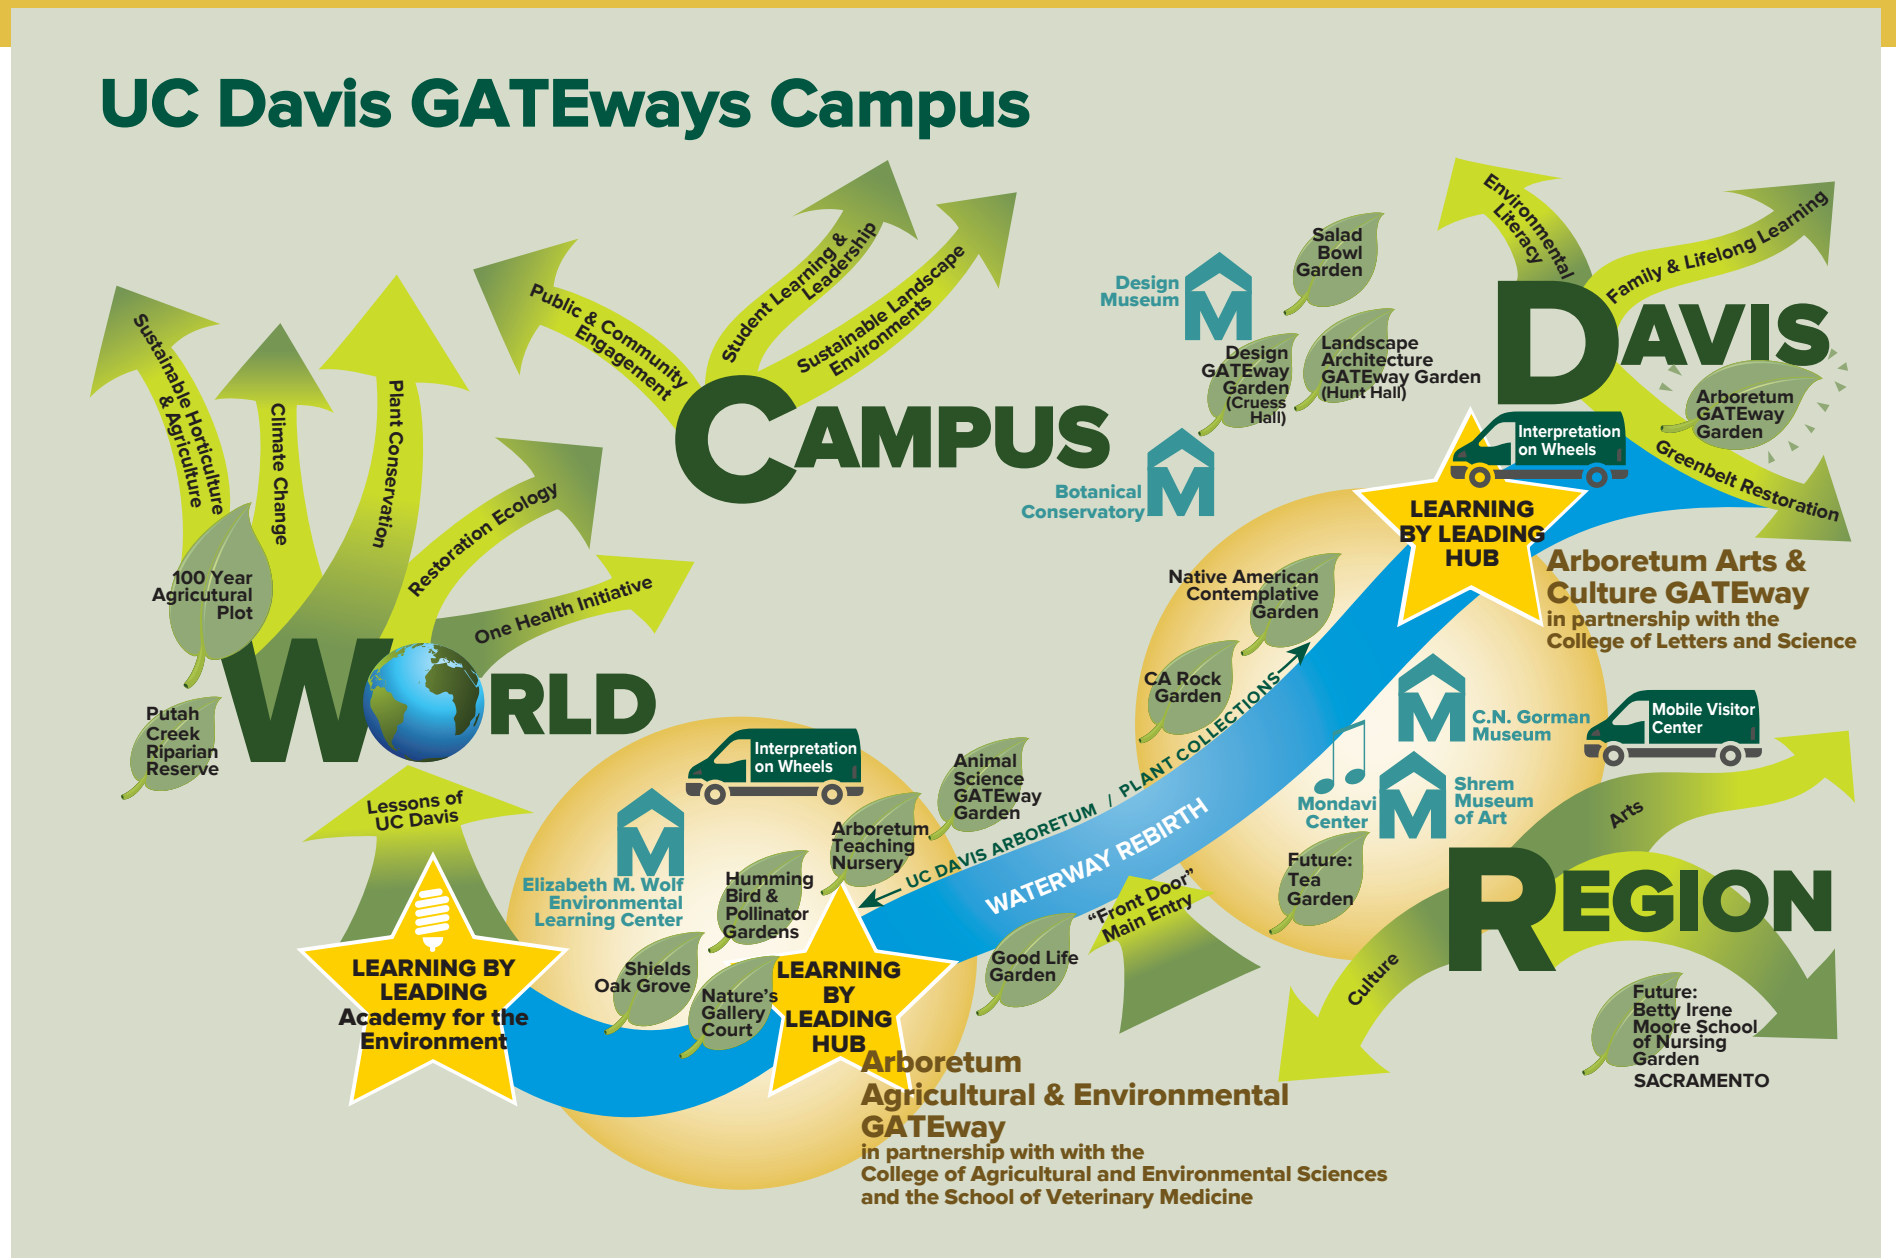 UC Davis GATEways Campus
Sustainable Horticulture
& Agriculture
Climate Change
Plant Conservation
Restoration Ecology
One Health Initiative
100 Year
Agricutural
Plot
WORLD
Putah
Creek
Riparian
Reserve
Lessons of
UC Davis
LEARNING BY
LEADING
Academy for the
Environment
Public & Community
Engagement
Student Learning &
Leadership
Sustainable Landscape
Environments
CAMPUS
Design
Museum
Salad
Bowl
Garden
Design
GATEway
Garden
(Cruess
Hall)
Landscape
Architecture
GATEway Garden
(Hunt Hall)
Botanical
Conservatory
Environmental
Literacy
Family & Lifelong Learning
DAVIS
Arboretum
GATEway
Garden
Greenbelt Restoration
Interpretation
on Wheels
LEARNING
BY LEADING
HUB
Arboretum Arts &
Culture GATEway
in partnership with the
College of Letters and Science
Native American
Contemplative
Garden
CA Rock
Garden
UC DAVIS ARBORETUM / PLANT COLLECTIONS
WATERWAY REBIRTH
C.N. Gorman
Museum
Mondavi
Center
Shrem
Museum
of Art
Mobile Visitor
Center
Future:
Tea
Garden
Arts
REGION
Culture
Future:
Betty Irene
Moore School
of Nursing
Garden
SACRAMENTO
Interpretation
on Wheels
Elizabeth M. Wolf
Environmental
Learning Center
Animal
Science
GATEway
Garden
Arboretum
Teaching
Nursery
Humming
Bird &
Pollinator
Gardens
Shields
Oak Grove
Nature's
Gallery
Court
Good Life
Garden
"Front Door"
Main Entry
LEARNING
BY
LEADING
HUB
Arboretum
Agricultural & Environmental
GATEway
in partnership with with the
College of Agricultural and Environmental Sciences
and the School of Veterinary Medicine